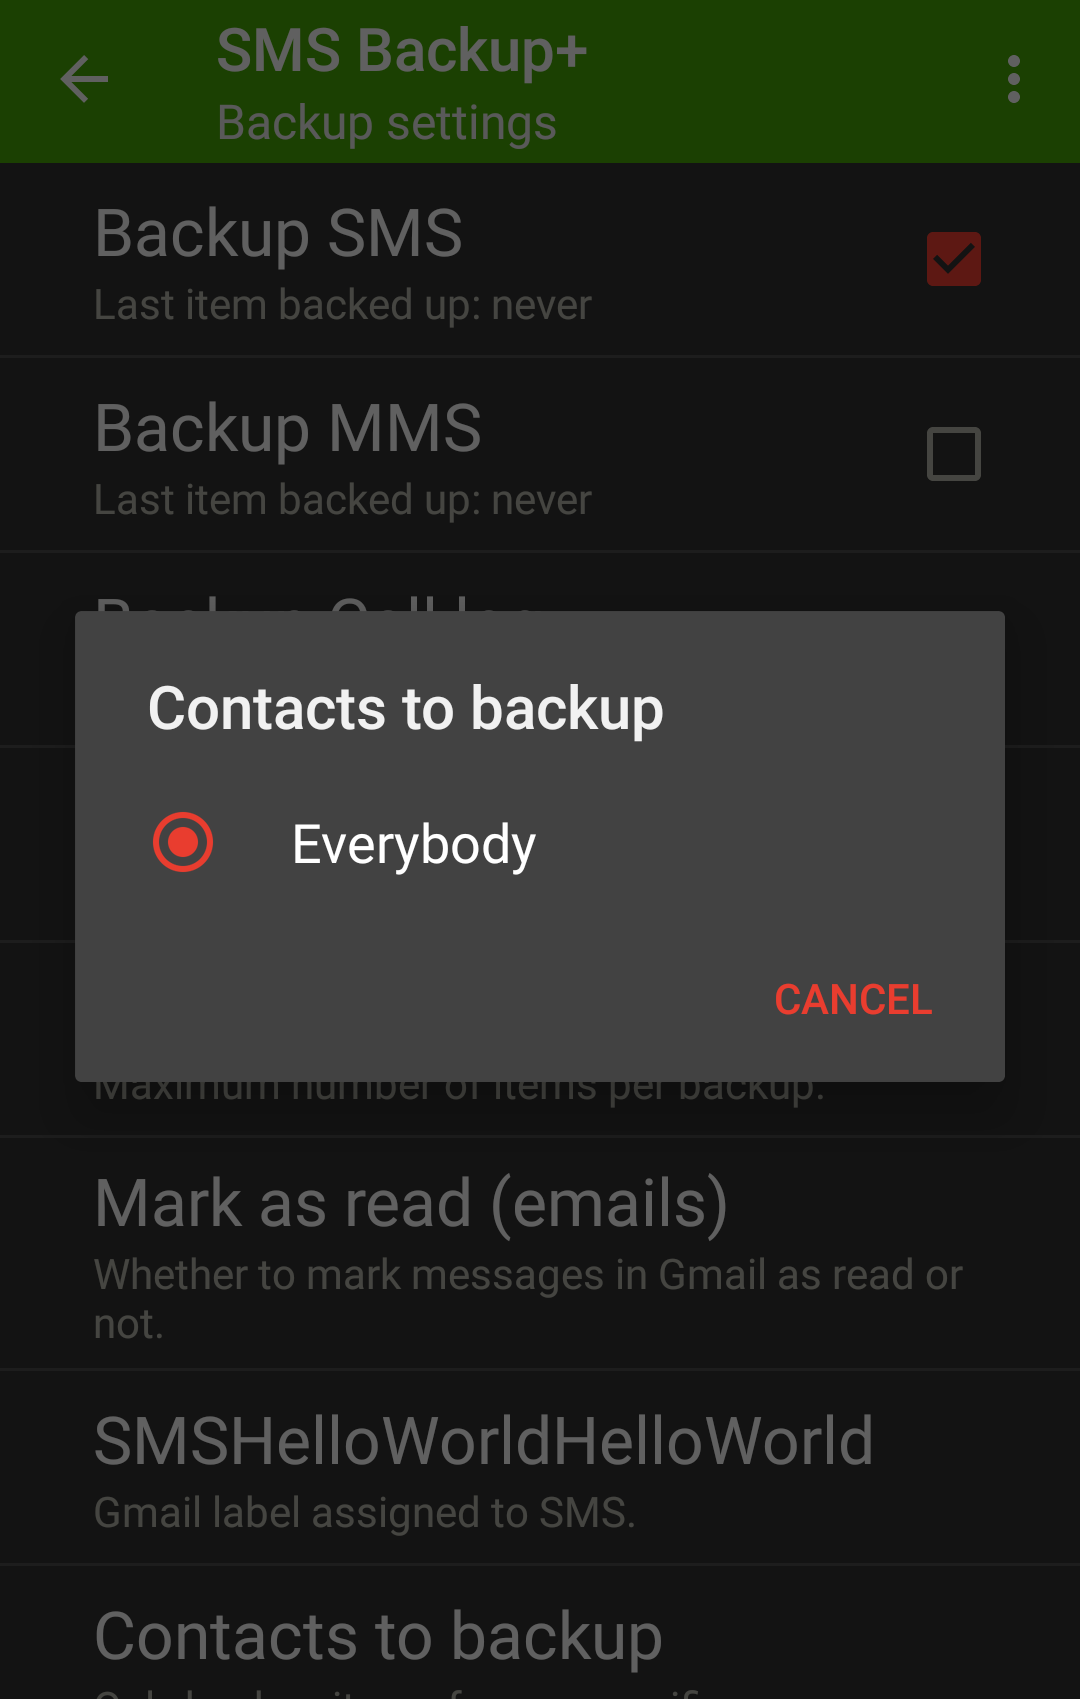 SMS Backup+
Backup settings
Backup SMS
Last item backed up: never
Backup MMS
Last item backed up: never
Contacts to backup
Everybody
CANCEL
Maximum number of items per backup.
Mark as read (emails)
Whether to mark messages in Gmail as read or
not.
SMSHelloWorldHelloWorld
Gmail label assigned to SMS.
Contacts to backup